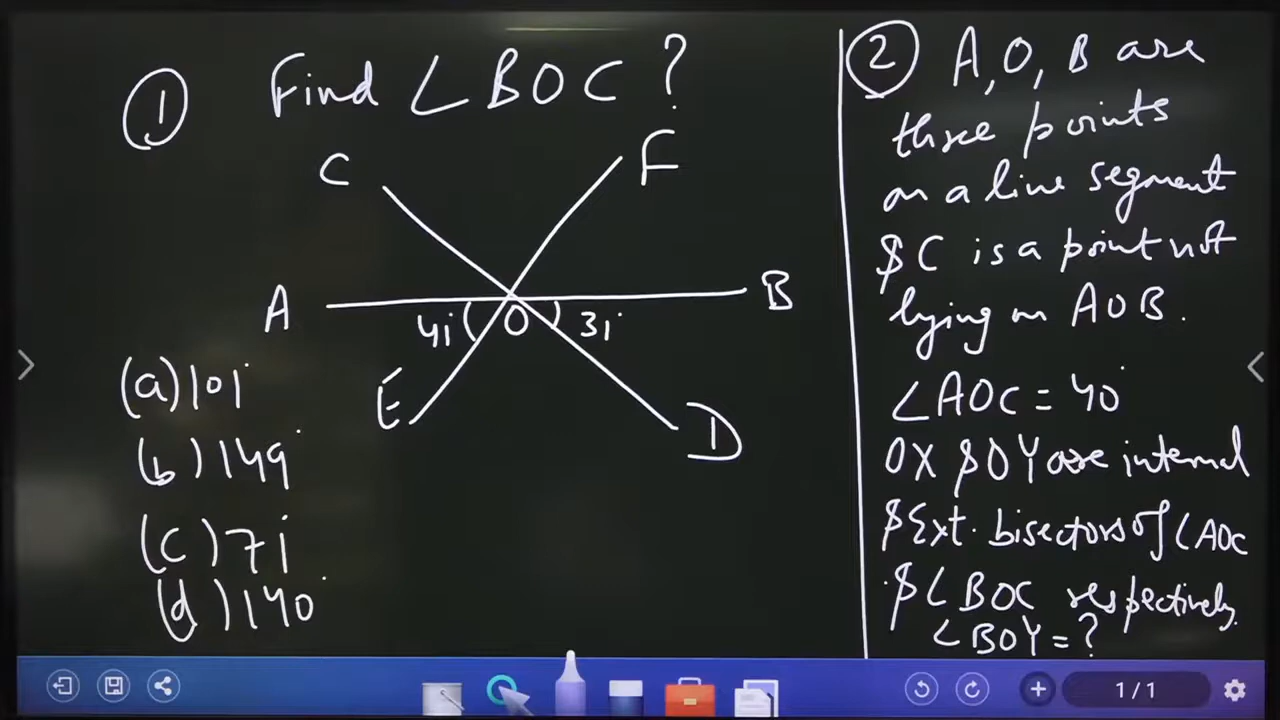 ① Find ∠BOC ?
C
F
A
B
41° O 31°
E
D
(a) 101°
(b) 149°
(c) 71°
(d) 140°
② A, O, B are
three points
on a line segment
& C is a point not
lying on AOB.
∠AOC = 40°
OX & OY are internal
& Ext. bisectors of ∠AOC
& ∠BOC respectively.
∠BOY = ?
1/1